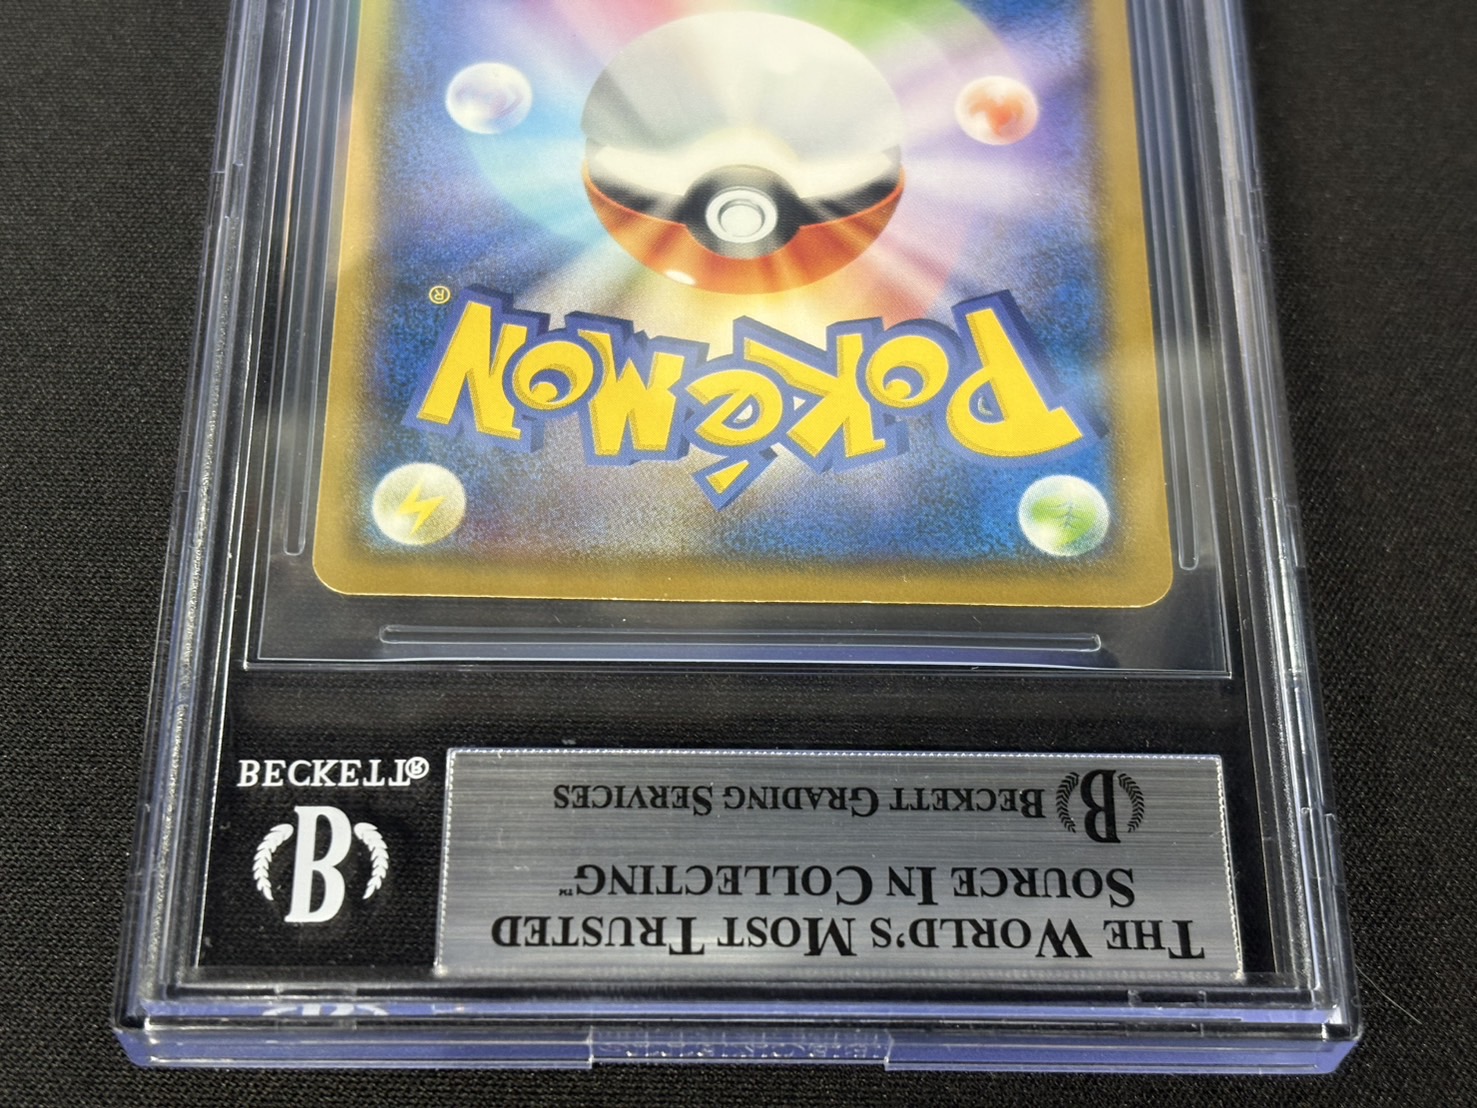 POKéMON®
BECKETT®
B
B BECKETT GRADING SERVICES
THE WORLD'S MOST TRUSTED
SOURCE IN COLLECTING™